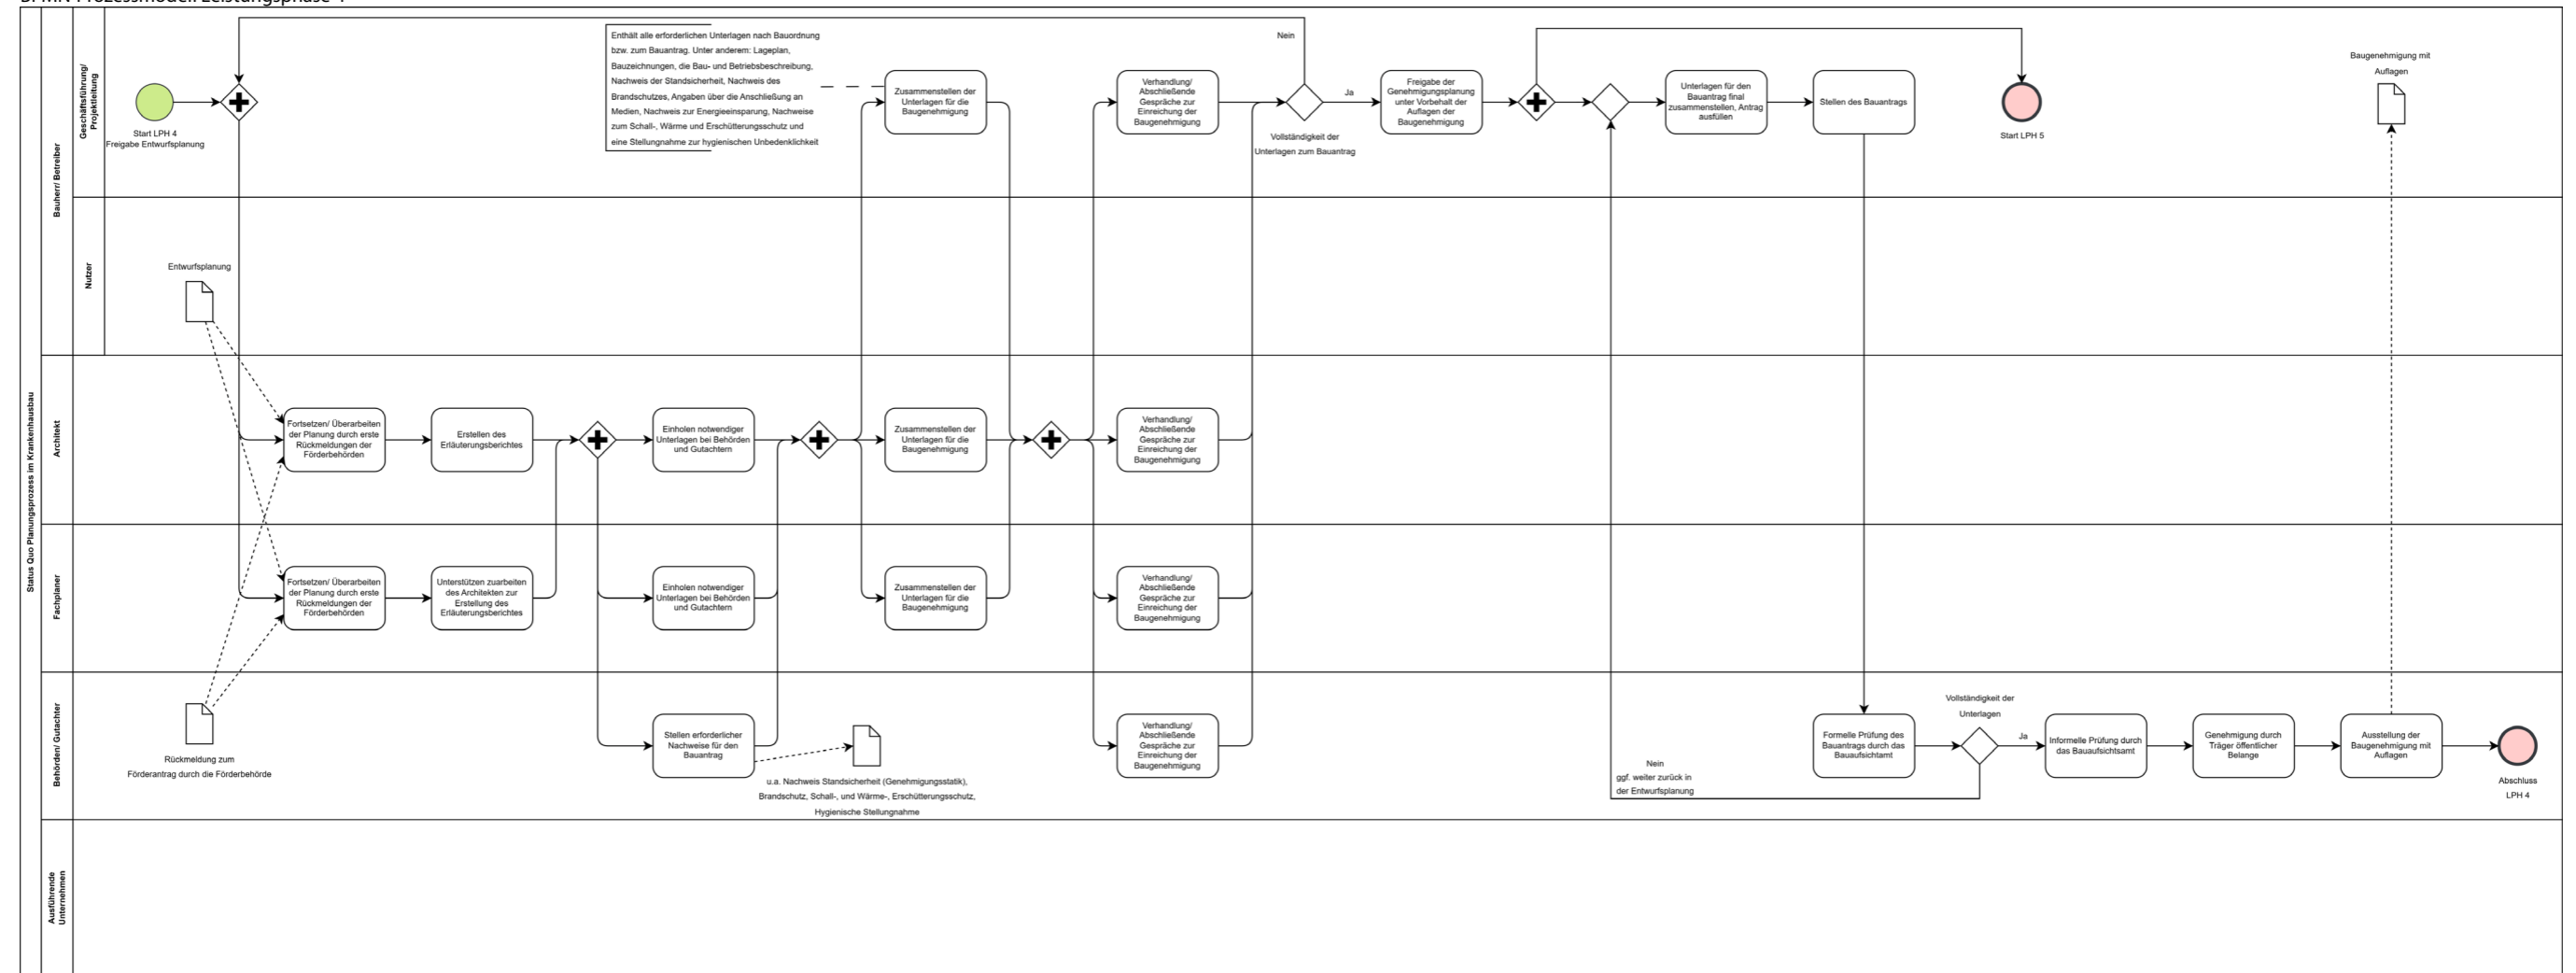 BPMN-Prozessmodell Leistungsphase 4
Status Quo Planungsprozess im Krankenhausbau
Bauherr/ Betreiber
Geschäftsführung/
Projektleitung
Start LPH 4
Freigabe Entwurfsplanung
Enthält alle erforderlichen Unterlagen nach Bauordnung
bzw. zum Bauantrag. Unter anderem: Lageplan,
Bauzeichnungen, die Bau- und Betriebsbeschreibung,
Nachweis der Standsicherheit, Nachweis des
Brandschutzes, Angaben über die Anschließung an
Medien, Nachweis zur Energieeinsparung, Nachweise
zum Schall-, Wärme und Erschütterungsschutz und
eine Stellungnahme zur hygienischen Unbedenklichkeit
Zusammenstellen der
Unterlagen für die
Baugenehmigung
Verhandlung/
Abschließende
Gespräche zur
Einreichung der
Baugenehmigung
Nein
Vollständigkeit der
Unterlagen zum Bauantrag
Ja
Freigabe der
Genehmigungsplanung
unter Vorbehalt der
Auflagen der
Baugenehmigung
Unterlagen für den
Bauantrag final
zusammenstellen, Antrag
ausfüllen
Stellen des Bauantrags
Start LPH 5
Baugenehmigung mit
Auflagen
Nutzer
Entwurfsplanung
Architekt
Fortsetzen/ Überarbeiten
der Planung durch erste
Rückmeldungen der
Förderbehörden
Erstellen des
Erläuterungsberichtes
Einholen notwendiger
Unterlagen bei Behörden
und Gutachtern
Zusammenstellen der
Unterlagen für die
Baugenehmigung
Verhandlung/
Abschließende
Gespräche zur
Einreichung der
Baugenehmigung
Fachplaner
Fortsetzen/ Überarbeiten
der Planung durch erste
Rückmeldungen der
Förderbehörden
Unterstützen zuarbeiten
des Architekten zur
Erstellung des
Erläuterungsberichtes
Einholen notwendiger
Unterlagen bei Behörden
und Gutachtern
Zusammenstellen der
Unterlagen für die
Baugenehmigung
Verhandlung/
Abschließende
Gespräche zur
Einreichung der
Baugenehmigung
Behörden/ Gutachter
Rückmeldung zum
Förderantrag durch die Förderbehörde
Stellen erforderlicher
Nachweise für den
Bauantrag
u.a. Nachweis Standsicherheit (Genehmigungsstatik),
Brandschutz, Schall-, und Wärme-, Erschütterungsschutz,
Hygienische Stellungnahme
Verhandlung/
Abschließende
Gespräche zur
Einreichung der
Baugenehmigung
Nein
ggf. weiter zurück in
der Entwurfsplanung
Formelle Prüfung des
Bauantrags durch das
Bauaufsichtamt
Vollständigkeit der
Unterlagen
Ja
Informelle Prüfung durch
das Bauaufsichtsamt
Genehmigung durch
Träger öffentlicher
Belange
Ausstellung der
Baugenehmigung mit
Auflagen
Abschluss
LPH 4
Ausführende
Unternehmen